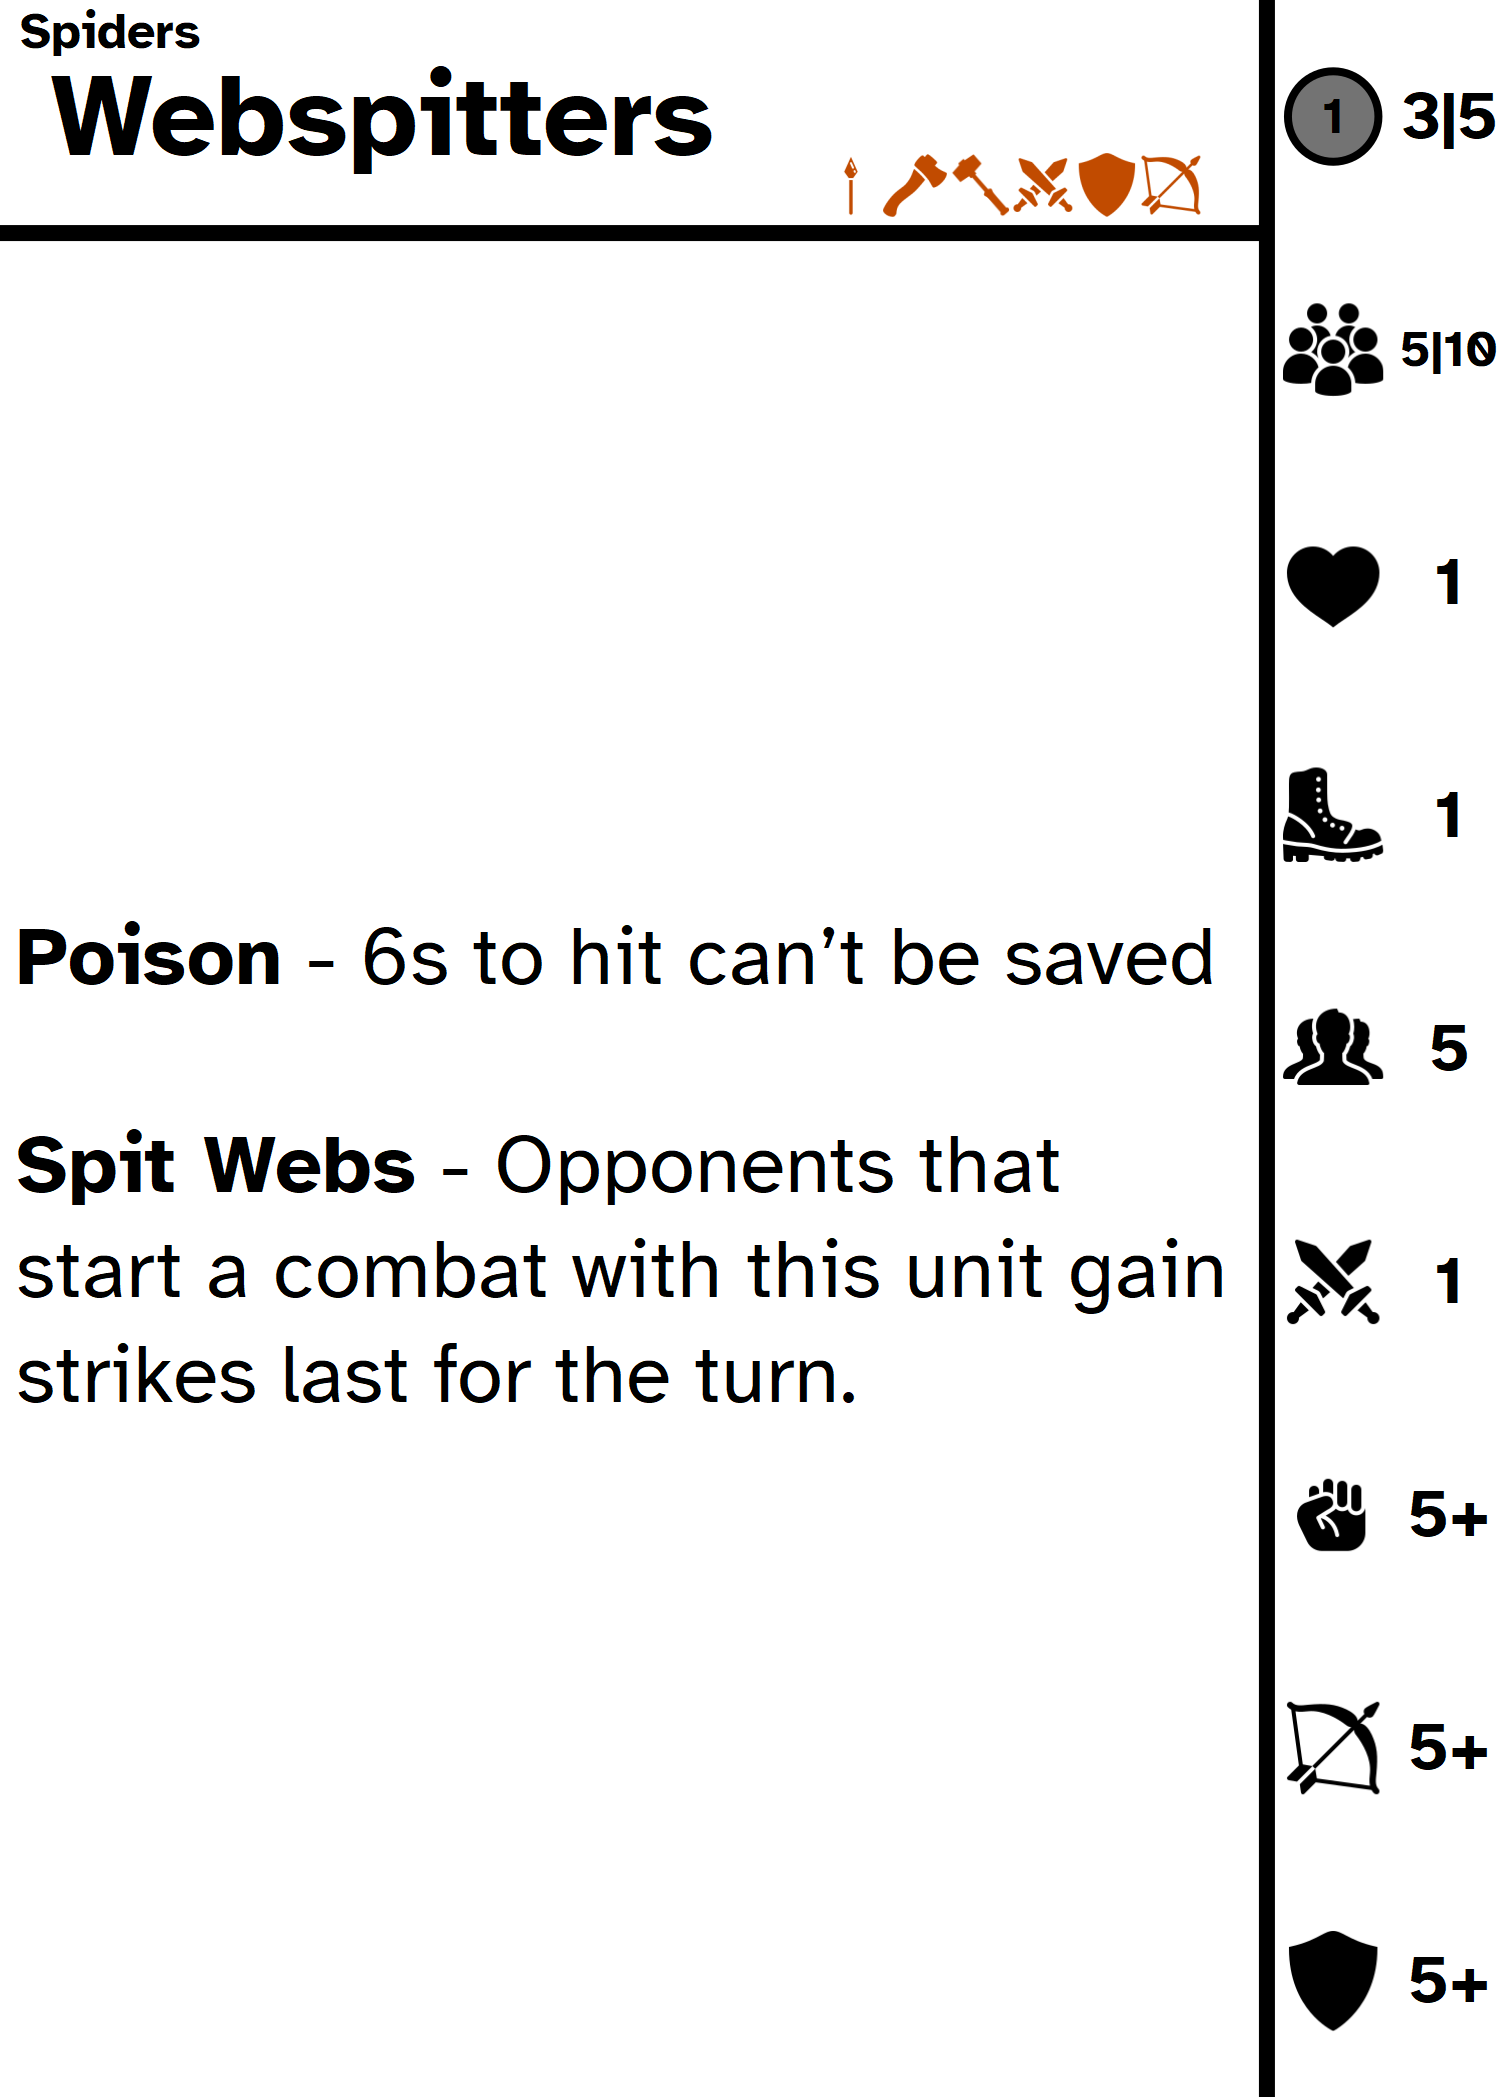 Spiders
Webspitters
1 3|5
5|10
1
1
Poison - 6s to hit can’t be saved
5
Spit Webs - Opponents that
start a combat with this unit gain
strikes last for the turn.
1
5+
5+
5+